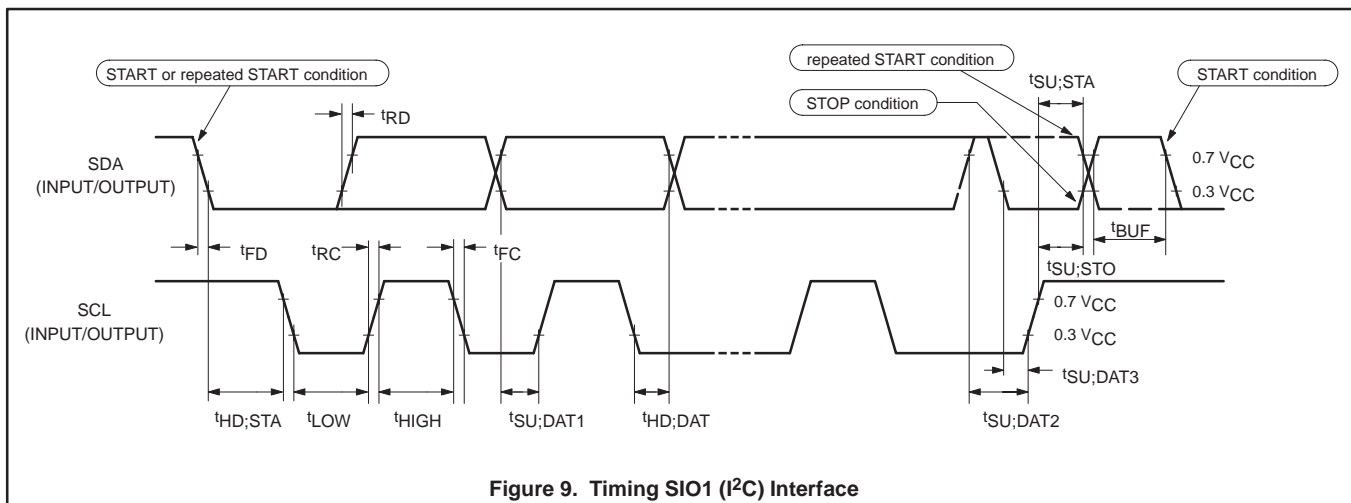 START or repeated START condition
repeated START condition
tSU;STA
START condition
STOP condition
tRD
SDA
(INPUT/OUTPUT)
0.7 VCC
0.3 VCC
tFD
tRC
tFC
tBUF
tSU;STO
SCL
(INPUT/OUTPUT)
0.7 VCC
0.3 VCC
tSU;DAT3
tHD;STA
tLOW
tHIGH
tSU;DAT1
tHD;DAT
tSU;DAT2
Figure 9. Timing SIO1 (I²C) Interface